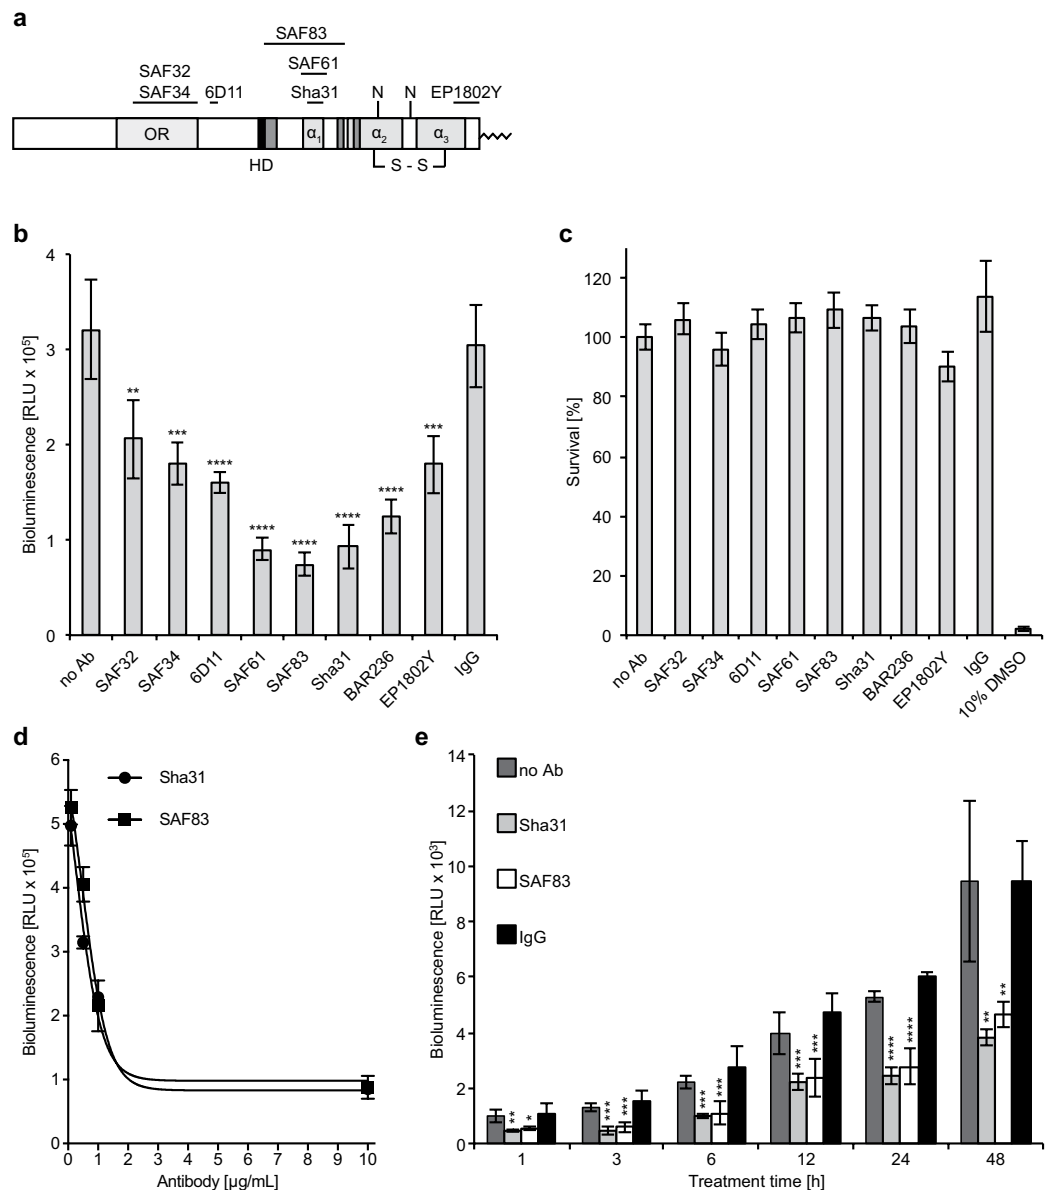 a
SAF83
SAF32 SAF61
SAF34 6D11 Sha31 N N EP1802Y
OR α1 α2 α3
HD S - S
b
Bioluminescence [RLU x 10⁵]
4
3
2
1
0
** *** **** **** **** **** **** ***
no Ab SAF32 SAF34 6D11 SAF61 SAF83 Sha31 BAR236 EP1802Y IgG
c
Survival [%]
120
100
80
60
40
20
0
no Ab SAF32 SAF34 6D11 SAF61 SAF83 Sha31 BAR236 EP1802Y IgG 10% DMSO
d
Bioluminescence [RLU x 10⁵]
6
5
4
3
2
1
0
Sha31
SAF83
0 1 2 3 4 5 6 7 8 9 10
Antibody [µg/mL]
e
Bioluminescence [RLU x 10³]
14
12
10
8
6
4
2
0
no Ab
Sha31
SAF83
IgG
** * *** *** *** *** *** *** **** **** ** **
1 3 6 12 24 48
Treatment time [h]